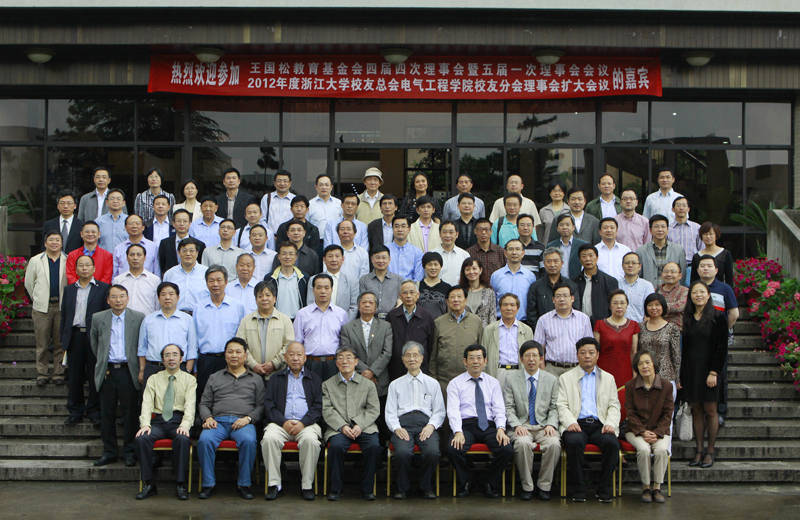 热烈欢迎参加 王国松教育基金会四届四次理事会暨五届一次理事会会议 的嘉宾
2012年度浙江大学校友总会电气工程学院校友分会理事会扩大会议